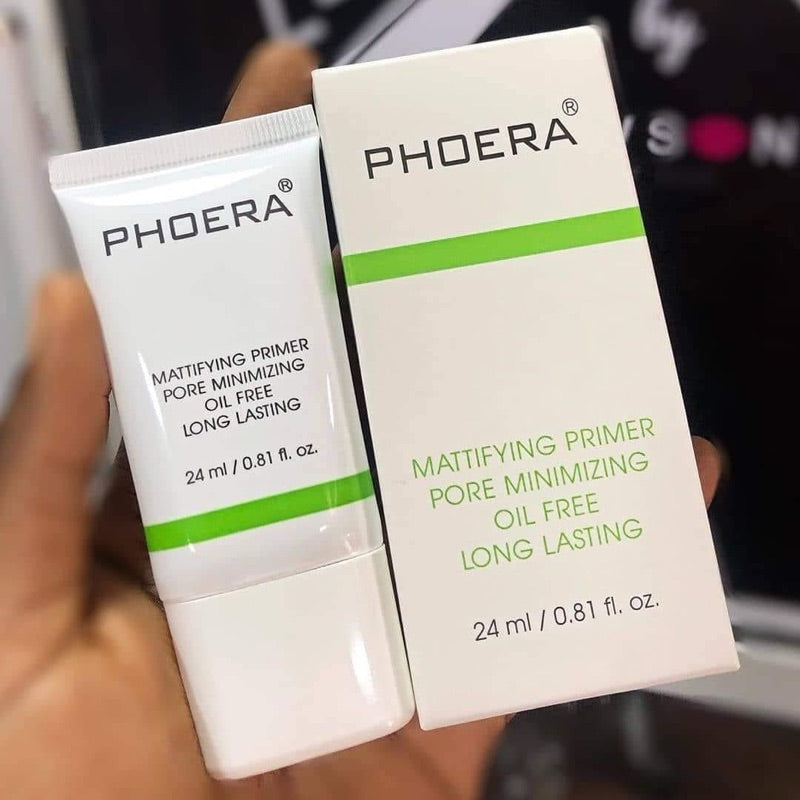 PHOERA®
MATTIFYING PRIMER
PORE MINIMIZING
OIL FREE
LONG LASTING
24 ml / 0.81 fl. oz.
PHOERA®
MATTIFYING PRIMER
PORE MINIMIZING
OIL FREE
LONG LASTING
24 ml / 0.81 fl. oz.